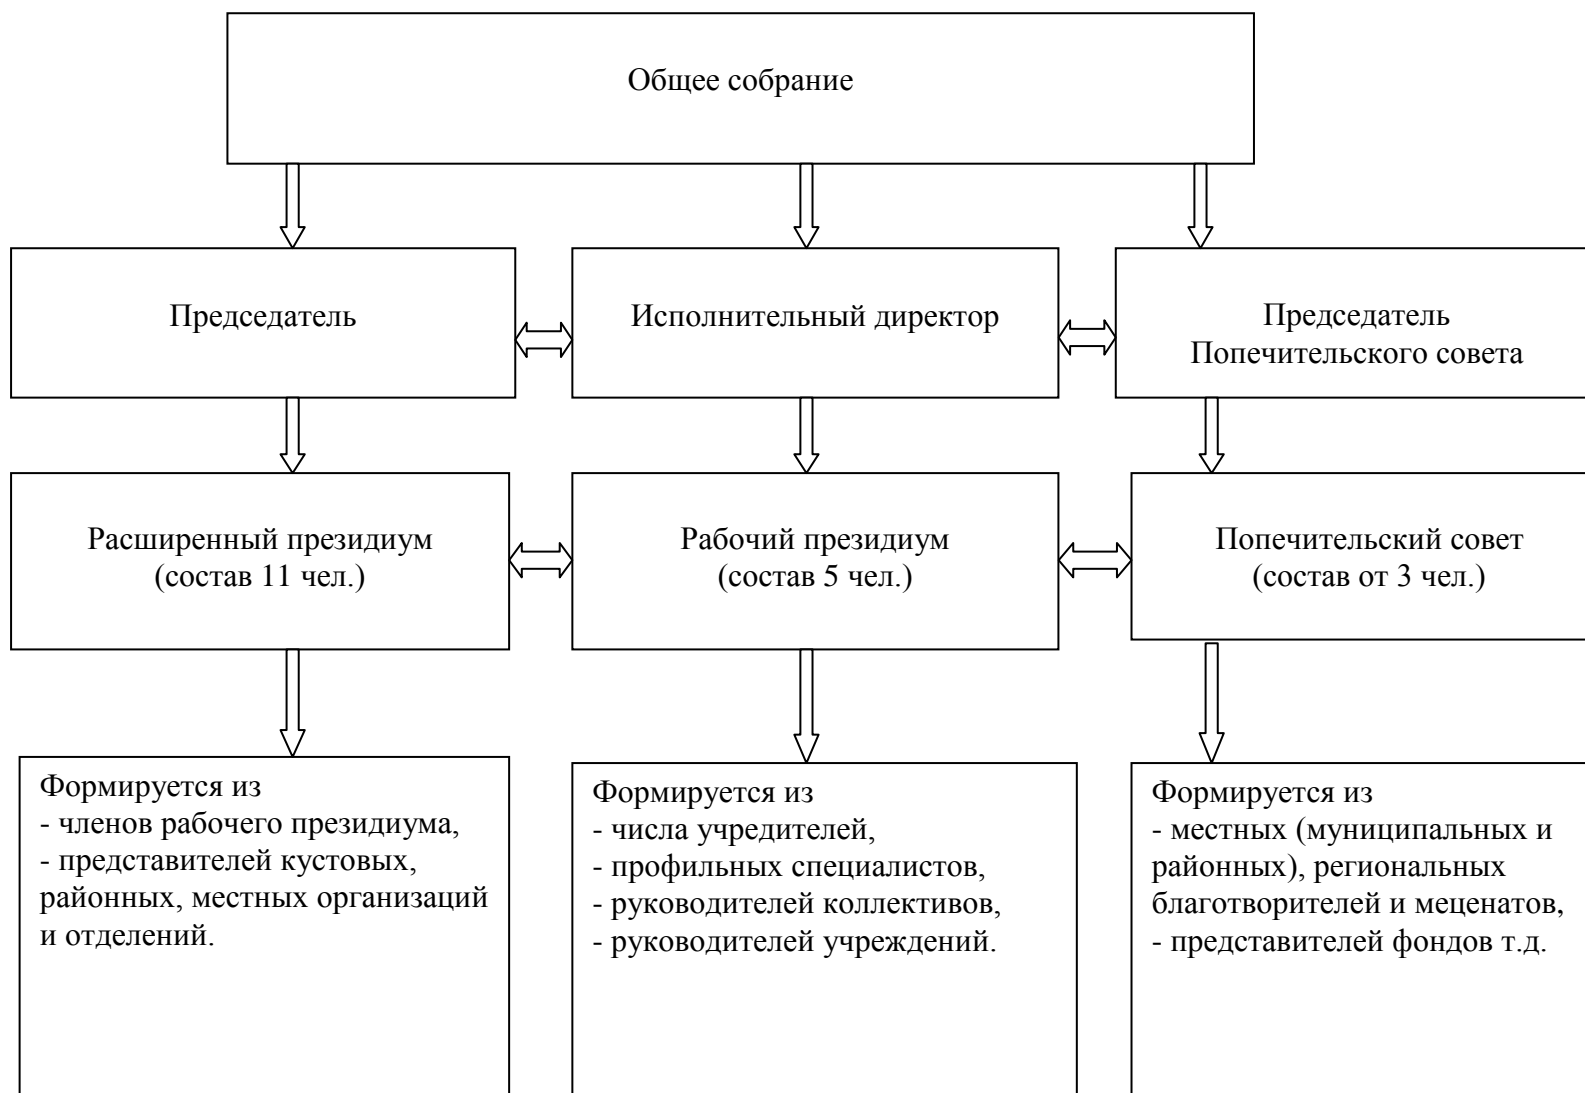 Общее собрание
Председатель
Исполнительный директор
Председатель
Попечительского совета
Расширенный президиум
(состав 11 чел.)
Рабочий президиум
(состав 5 чел.)
Попечительский совет
(состав от 3 чел.)
Формируется из
- членов рабочего президиума,
- представителей кустовых,
районных, местных организаций
и отделений.
Формируется из
- числа учредителей,
- профильных специалистов,
- руководителей коллективов,
- руководителей учреждений.
Формируется из
- местных (муниципальных и
районных), региональных
благотворителей и меценатов,
- представителей фондов т.д.